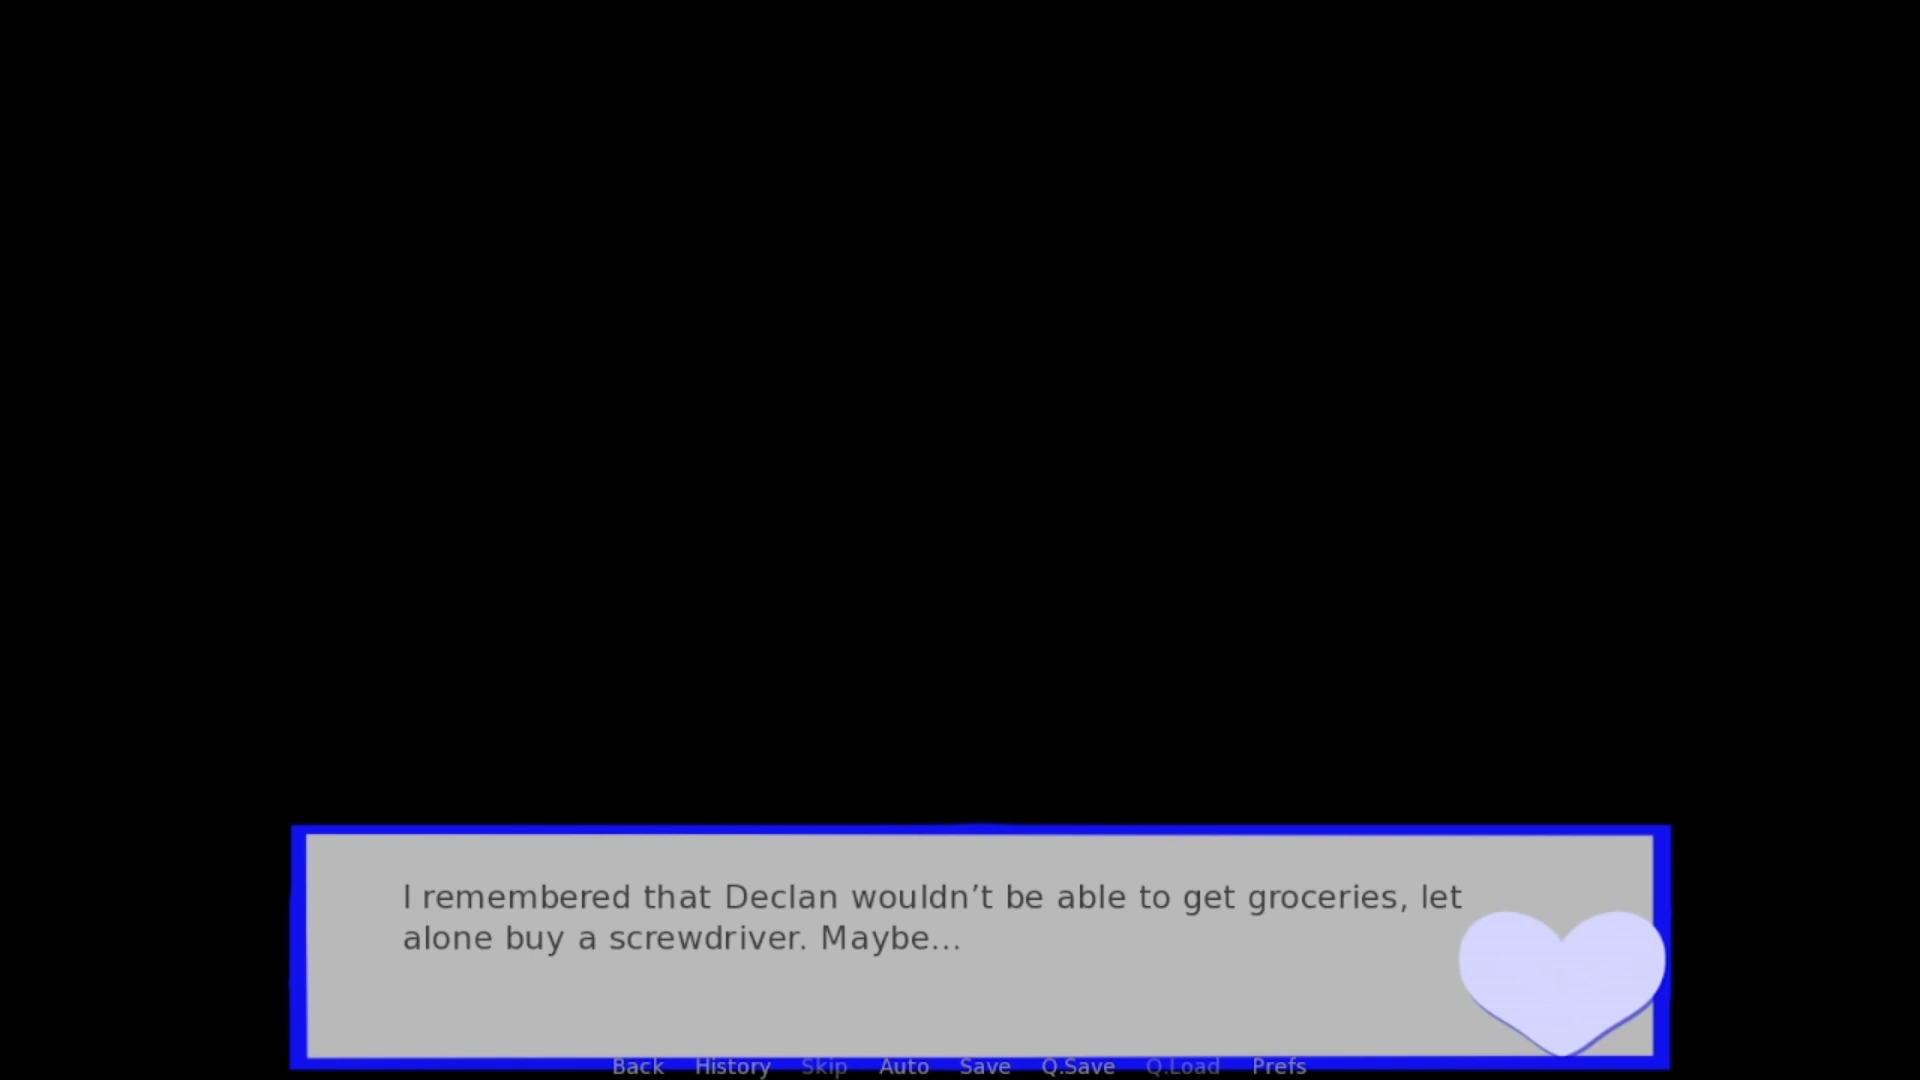 I remembered that Declan wouldn’t be able to get groceries, let
alone buy a screwdriver. Maybe...
Back History Skip Auto Save Q.Save Q.Load Prefs